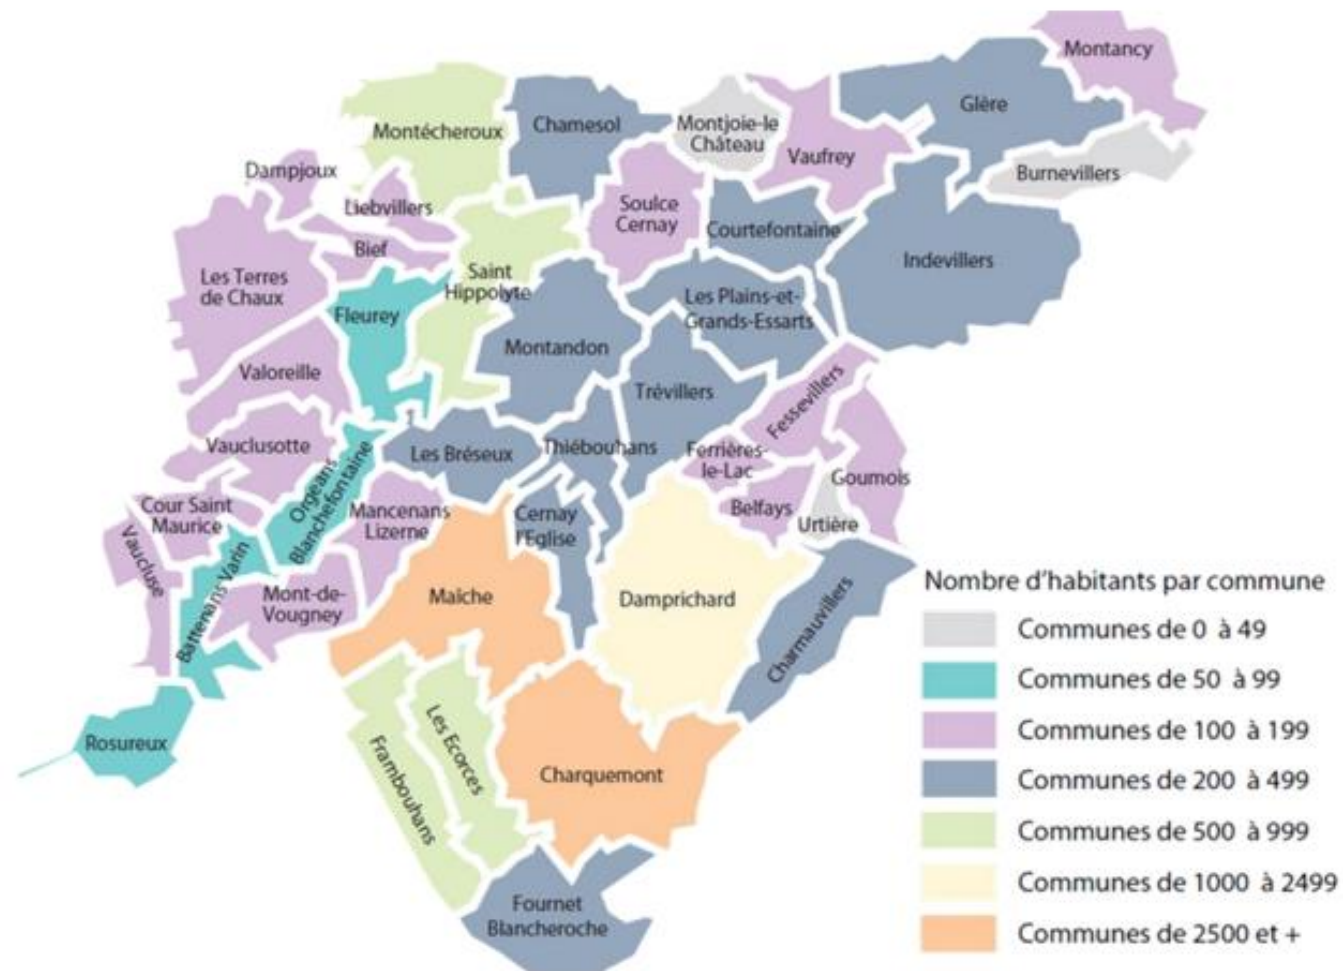 Montancy
Glère
Montécheroux
Chamesol
Montjoie-le
Château
Vaufrey
Burnevillers
Dampjoux
Liebvillers
Soulce
Cernay
Courtefontaine
Bief
Indevillers
Les Terres
de Chaux
Saint
Hippolyte
Les Plains-et-
Grands-Essarts
Fleurey
Montandon
Valoreille
Trévillers
Fessevillers
Vauclusotte
Orgeans
Blanchefontaine
Les Bréseux
Thiébouhans
Ferrières-
le-Lac
Goumois
Cour Saint
Maurice
Mancenans
Lizerne
Cernay
l'Eglise
Belfays
Urtière
Vaucluse
Battenans Varin
Mont-de-
Vougney
Maîche
Damprichard
Charmauvillers
Rosureux
Frambouhans
Les Ecorces
Charquemont
Fournet
Blancheroche
Nombre d'habitants par commune
Communes de 0 à 49
Communes de 50 à 99
Communes de 100 à 199
Communes de 200 à 499
Communes de 500 à 999
Communes de 1000 à 2499
Communes de 2500 et +